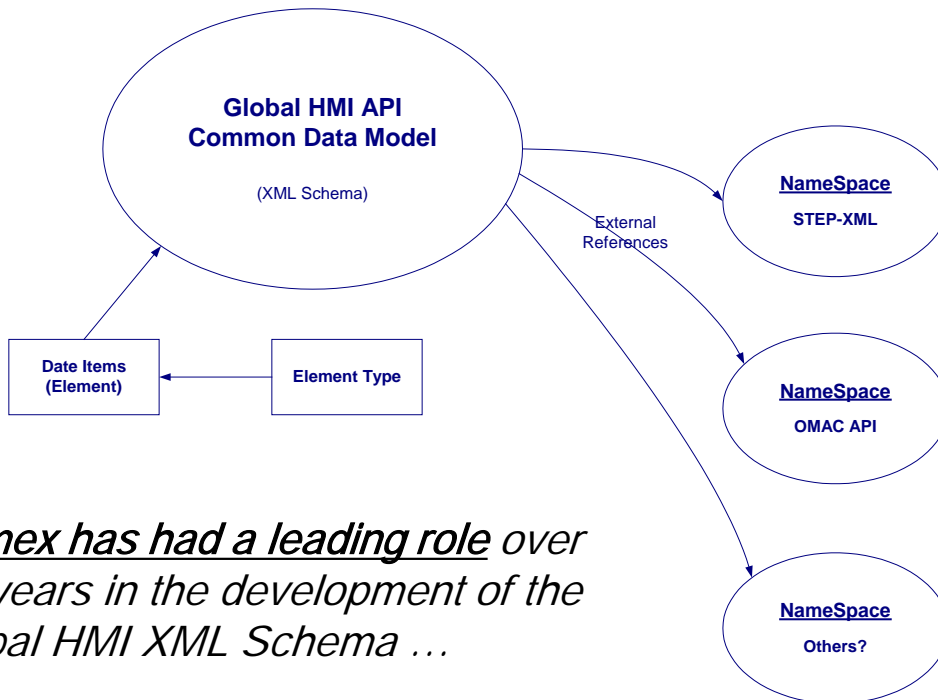 Global HMI API
Common Data Model
(XML Schema)
External
References
NameSpace
STEP-XML
Date Items
(Element)
Element Type
NameSpace
OMAC API
nex has had a leading role over
years in the development of the
bal HMI XML Schema …
NameSpace
Others?